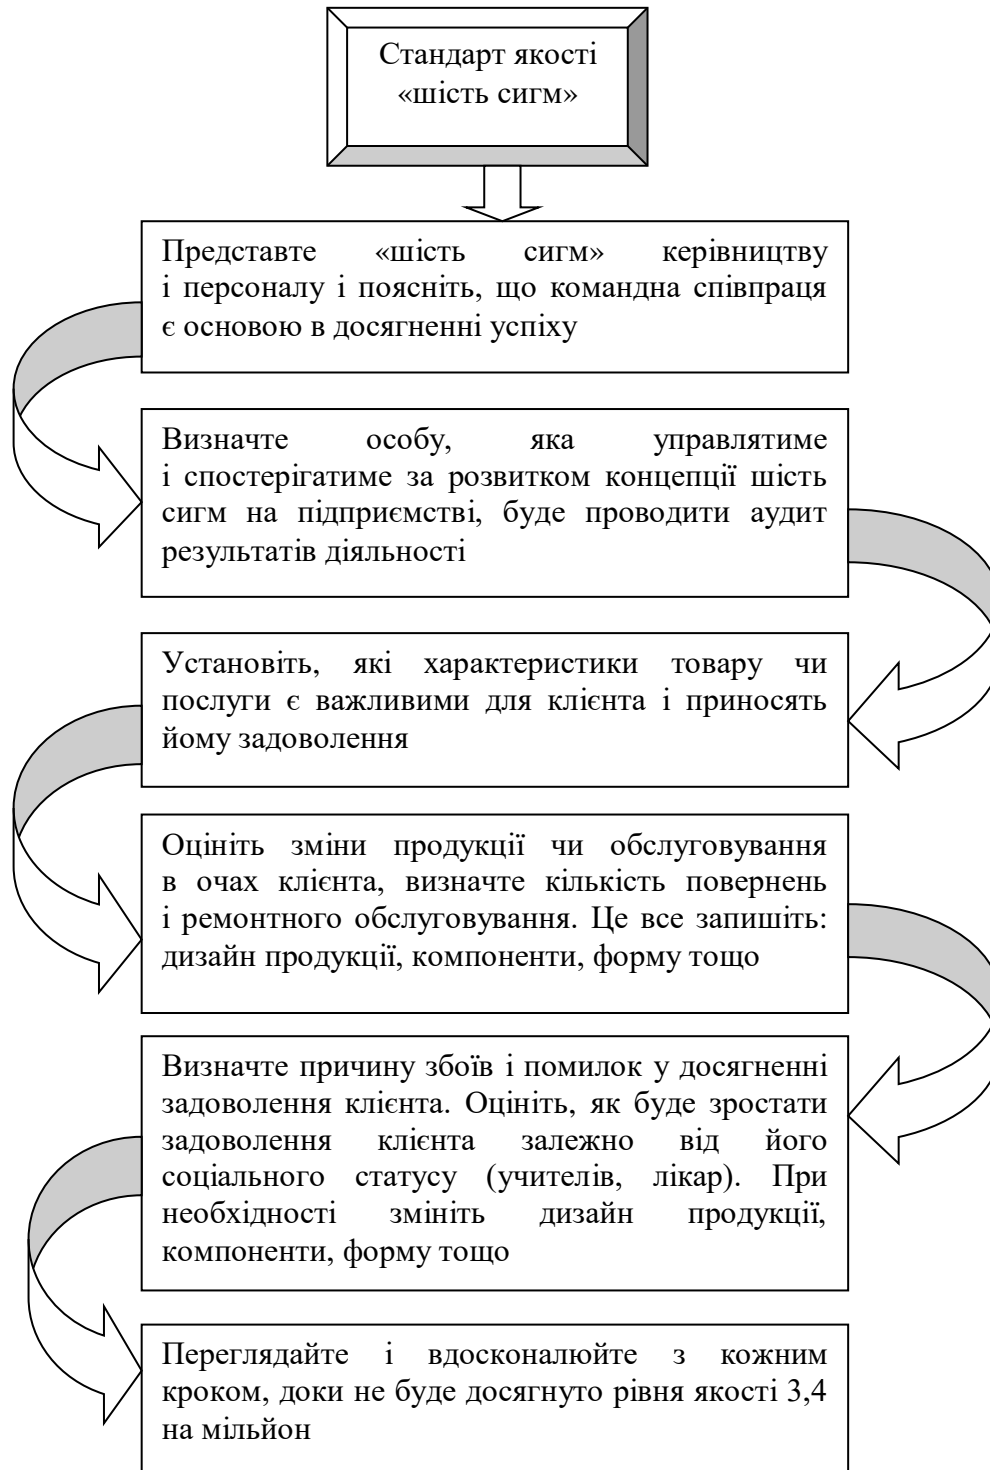 Стандарт якості
«шість сигм»
Представте «шість сигм» керівництву
і персоналу і поясніть, що командна співпраця
є основою в досягненні успіху
Визначте особу, яка управлятиме
і спостерігатиме за розвитком концепції шість
сигм на підприємстві, буде проводити аудит
результатів діяльності
Установіть, які характеристики товару чи
послуги є важливими для клієнта і приносять
йому задоволення
Оцініть зміни продукції чи обслуговування
в очах клієнта, визначте кількість повернень
і ремонтного обслуговування. Це все запишіть:
дизайн продукції, компоненти, форму тощо
Визначте причину збоїв і помилок у досягненні
задоволення клієнта. Оцініть, як буде зростати
задоволення клієнта залежно від його
соціального статусу (учителів, лікар). При
необхідності змініть дизайн продукції,
компоненти, форму тощо
Переглядайте і вдосконалюйте з кожним
кроком, доки не буде досягнуто рівня якості 3,4
на мільйон